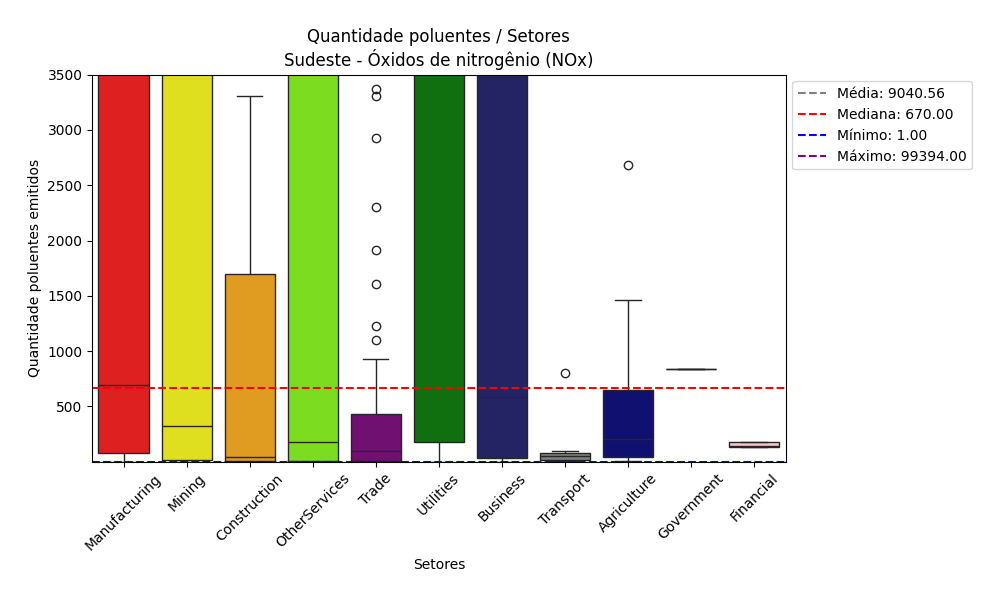 Quantidade poluentes / Setores
Sudeste - Óxidos de nitrogênio (NOx)
Quantidade poluentes emitidos
3500
3000
2500
2000
1500
1000
500
Manufacturing
Mining
Construction
OtherServices
Trade
Utilities
Business
Transport
Agriculture
Government
Financial
Setores
Média: 9040.56
Mediana: 670.00
Mínimo: 1.00
Máximo: 99394.00